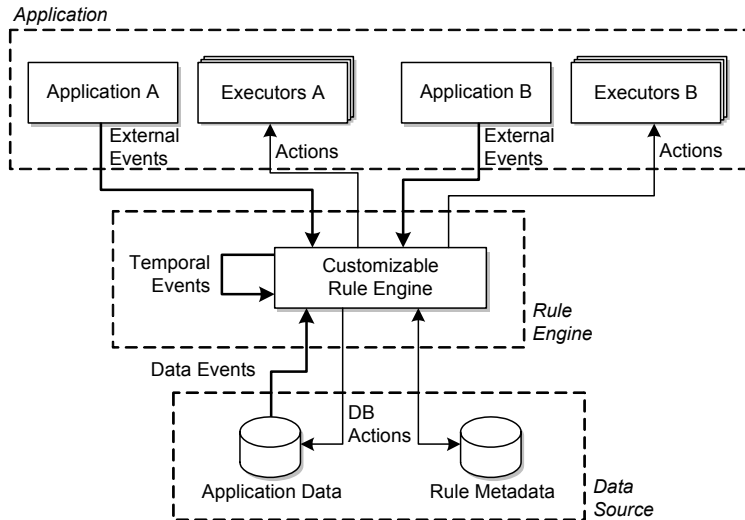 Application
Application A
Executors A
Application B
Executors B
External
Events
Actions
External
Events
Actions
Temporal
Events
Customizable
Rule Engine
Rule
Engine
Data Events
DB
Actions
Application Data
Rule Metadata
Data
Source